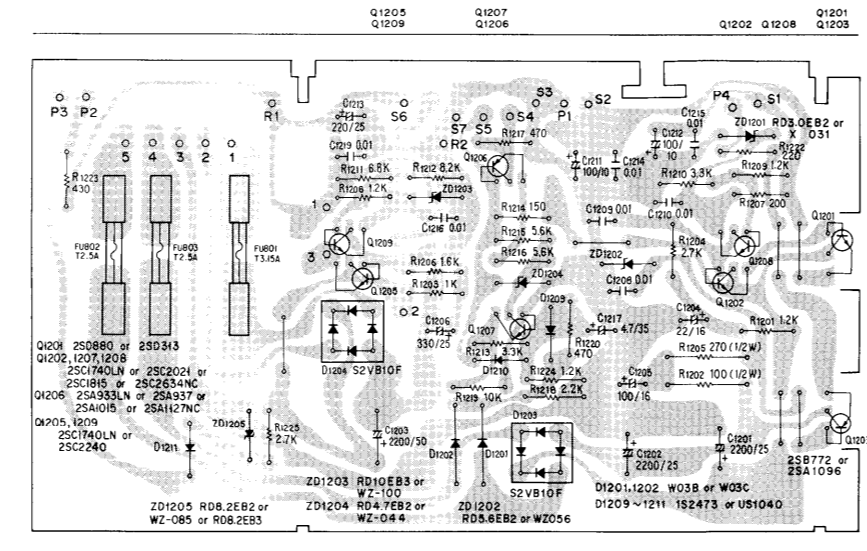 Q1205 Q1207 Q1201
Q1209 Q1206 Q1202 Q1208 Q1203
P3 P2 R1 C1213 220/25 S6 S3 P1 S2 P4 S1
S7 S5 S4
R1217 470
C1215 0.01
C1212 100/10
ZD1201 RD3.0EB2 or
X 031
5 4 3 2 1
C1219 0.01
R2
Q1206
C1211 100/10
C1214 0.01
R1222 220
R1223 430
R1211 6.8K
R1212 8.2K
R1209 1.2K
R1206 1.2K
R1210 3.3K
ZD1203
R1207 200
1
R1214 150
C1209 0.01
C1210 0.01
Q1201
C1216 0.01
FU802 T2.5A
FU803 T2.5A
FU801 T3.15A
Q1209
R1215 5.6K
R1204 2.7K
3
R1216 5.6K
ZD1202
Q1208
R1206 1.6K
ZD1204
Q1205
R1203 1K
C1208 0.01
Q1202
D1209
2
C1206 330/25
C1217 4.7/35
C1204 22/16
Q1207
R1220 470
R1201 1.2K
Q1201 2SD880 or 2SD313
Q1202,1207,1208
2SC1740LN or 2SC2021 or
2SC1815 or 2SC2634NC
Q1206 2SA933LN or 2SA937 or
2SA1015 or 2SA1127NC
Q1205,1209
2SC1740LN or
2SC2240
D1204 S2VB10F
R1213 3.3K
D1210
R1205 270 (1/2W)
R1224 1.2K
C1205 100/16
R1202 100 (1/2W)
R1218 2.2K
R1219 10K
D1203
ZD1205
R1225 2.7K
C1203 2200/50
Q1203
D1211
D1202
D1201
C1202 2200/25
C1201 2200/25
2SB772 or
2SA1096
S2VB10F
ZD1203 RD10EB3 or
WZ-100
D1201,1202 W03B or W03C
ZD1205 RD8.2EB2 or
WZ-085 or RD8.2EB3
ZD1204 RD4.7EB2 or
WZ-044
ZD1202
RD5.6EB2 or WZ056
D1209~1211 1S2473 or US1040